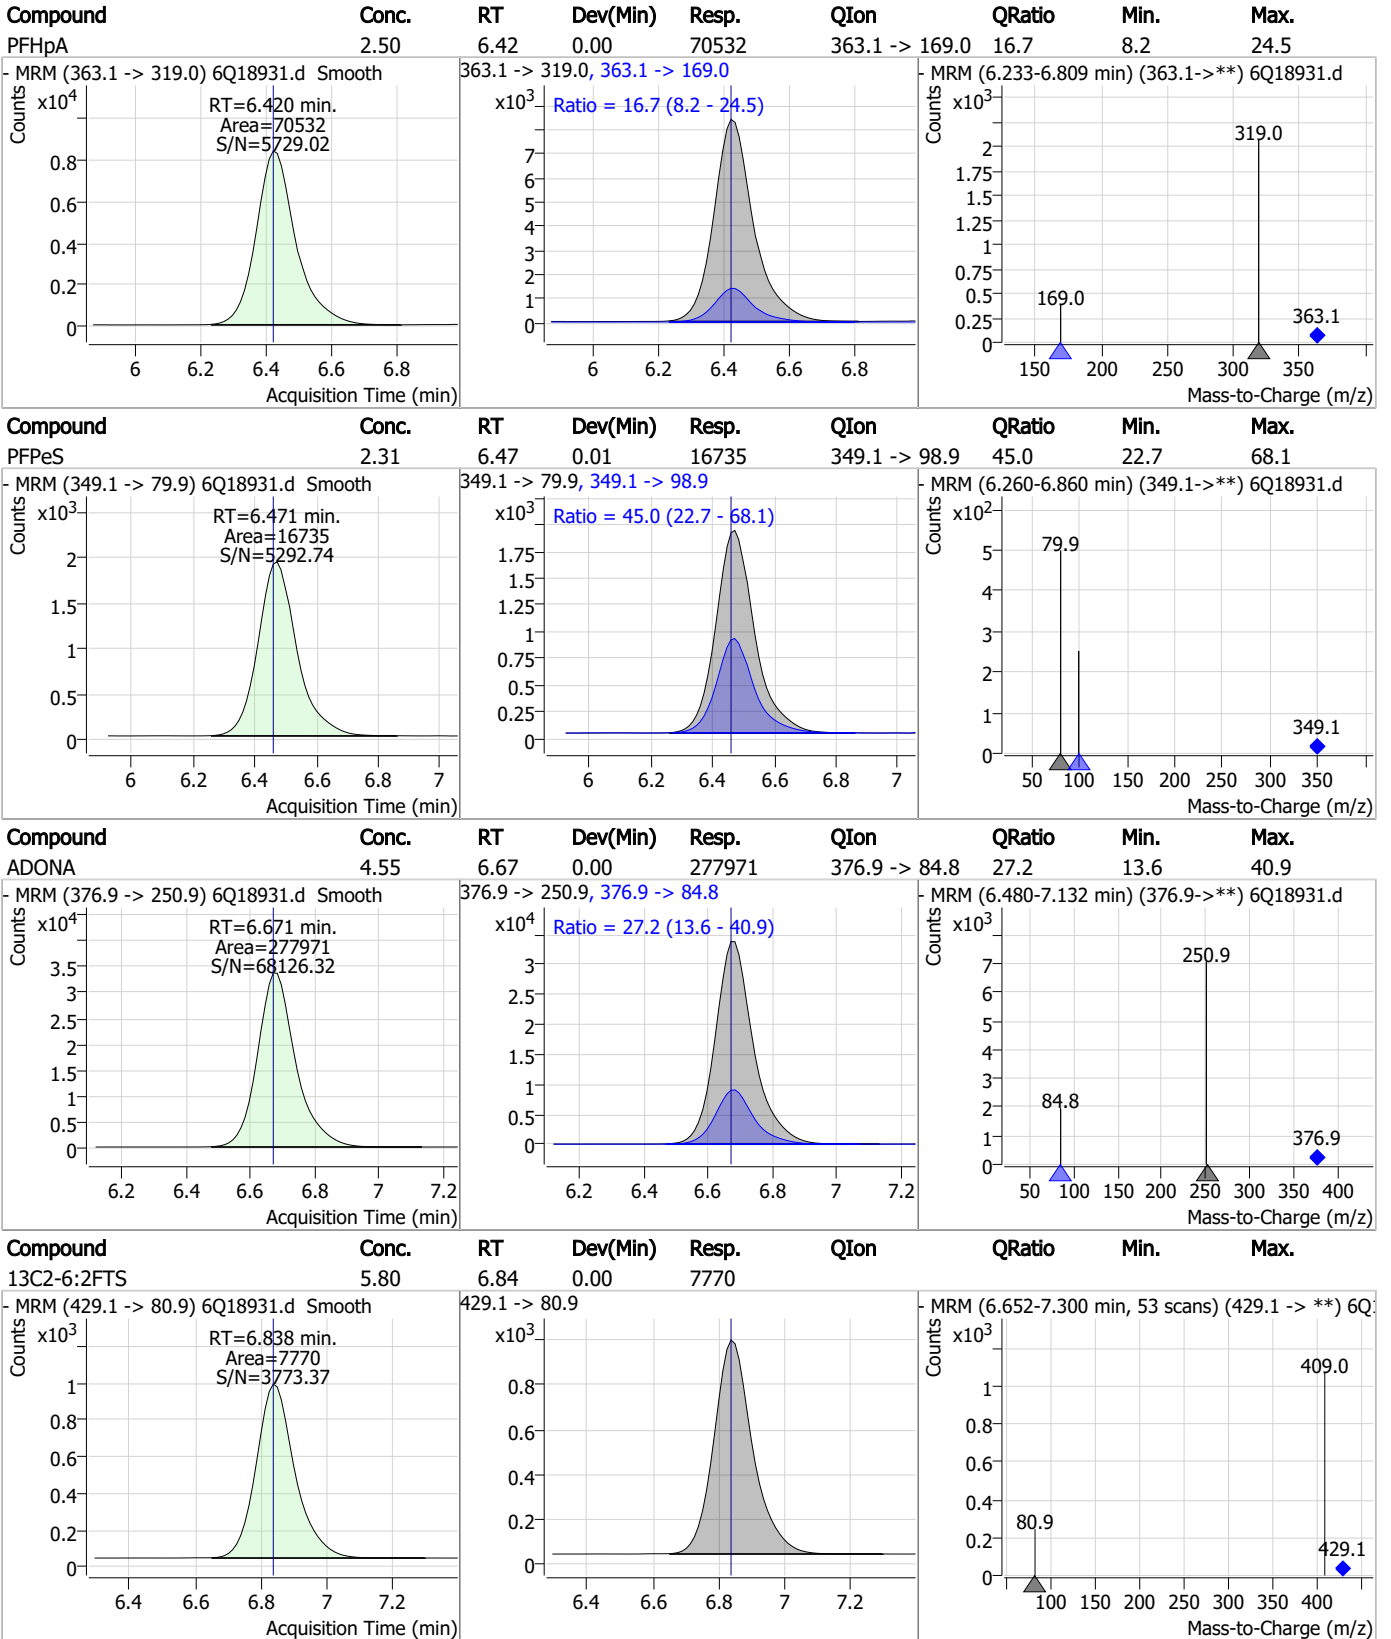 Compound Conc. RT Dev(Min) Resp. QIon QRatio Min. Max.
PFHpA 2.50 6.42 0.00 70532 363.1 -> 169.0 16.7 8.2 24.5
- MRM (363.1 -> 319.0) 6Q18931.d Smooth
Counts
x10⁴
RT=6.420 min.
Area=70532
S/N=5729.02
0.8
0.6
0.4
0.2
0
6 6.2 6.4 6.6 6.8
Acquisition Time (min)
363.1 -> 319.0, 363.1 -> 169.0
x10³
Ratio = 16.7 (8.2 - 24.5)
7
6
5
4
3
2
1
0
6 6.2 6.4 6.6 6.8
- MRM (6.233-6.809 min) (363.1->**) 6Q18931.d
Counts
x10³
319.0
2
1.75
1.5
1.25
1
0.75
0.5
0.25
0
169.0
363.1
150 200 250 300 350
Mass-to-Charge (m/z)
Compound Conc. RT Dev(Min) Resp. QIon QRatio Min. Max.
PFPeS 2.31 6.47 0.01 16735 349.1 -> 98.9 45.0 22.7 68.1
- MRM (349.1 -> 79.9) 6Q18931.d Smooth
Counts
x10³
RT=6.471 min.
Area=16735
S/N=5292.74
2
1.5
1
0.5
0
6 6.2 6.4 6.6 6.8 7
Acquisition Time (min)
349.1 -> 79.9, 349.1 -> 98.9
x10³
Ratio = 45.0 (22.7 - 68.1)
1.75
1.5
1.25
1
0.75
0.5
0.25
0
6 6.2 6.4 6.6 6.8 7
- MRM (6.260-6.860 min) (349.1->**) 6Q18931.d
Counts
x10²
79.9
5
4
3
2
1
0
349.1
50 100 150 200 250 300 350
Mass-to-Charge (m/z)
Compound Conc. RT Dev(Min) Resp. QIon QRatio Min. Max.
ADONA 4.55 6.67 0.00 277971 376.9 -> 84.8 27.2 13.6 40.9
- MRM (376.9 -> 250.9) 6Q18931.d Smooth
Counts
x10⁴
RT=6.671 min.
Area=277971
S/N=68126.32
3.5
3
2.5
2
1.5
1
0.5
0
6.2 6.4 6.6 6.8 7 7.2
Acquisition Time (min)
376.9 -> 250.9, 376.9 -> 84.8
x10⁴
Ratio = 27.2 (13.6 - 40.9)
3
2.5
2
1.5
1
0.5
0
6.2 6.4 6.6 6.8 7 7.2
- MRM (6.480-7.132 min) (376.9->**) 6Q18931.d
Counts
x10³
250.9
7
6
5
4
3
2
1
0
84.8
376.9
50 100 150 200 250 300 350 400
Mass-to-Charge (m/z)
Compound Conc. RT Dev(Min) Resp. QIon QRatio Min. Max.
13C2-6:2FTS 5.80 6.84 0.00 7770
- MRM (429.1 -> 80.9) 6Q18931.d Smooth
Counts
x10³
RT=6.838 min.
Area=7770
S/N=3773.37
1
0.8
0.6
0.4
0.2
0
6.4 6.6 6.8 7 7.2
Acquisition Time (min)
429.1 -> 80.9
x10³
0.8
0.6
0.4
0.2
0
6.4 6.6 6.8 7 7.2
- MRM (6.652-7.300 min, 53 scans) (429.1 -> **) 6Q1
Counts
x10³
409.0
1
0.8
0.6
0.4
0.2
0
80.9
429.1
100 150 200 250 300 350 400
Mass-to-Charge (m/z)